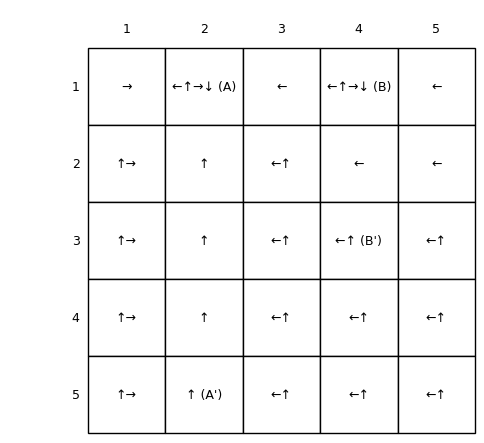 1 2 3 4 5
1 → ←↑→↓ (A) ← ←↑→↓ (B) ←
2 ↑→ ↑ ←↑ ← ←
3 ↑→ ↑ ←↑ ←↑ (B') ←↑
4 ↑→ ↑ ←↑ ←↑ ←↑
5 ↑→ ↑ (A') ←↑ ←↑ ←↑